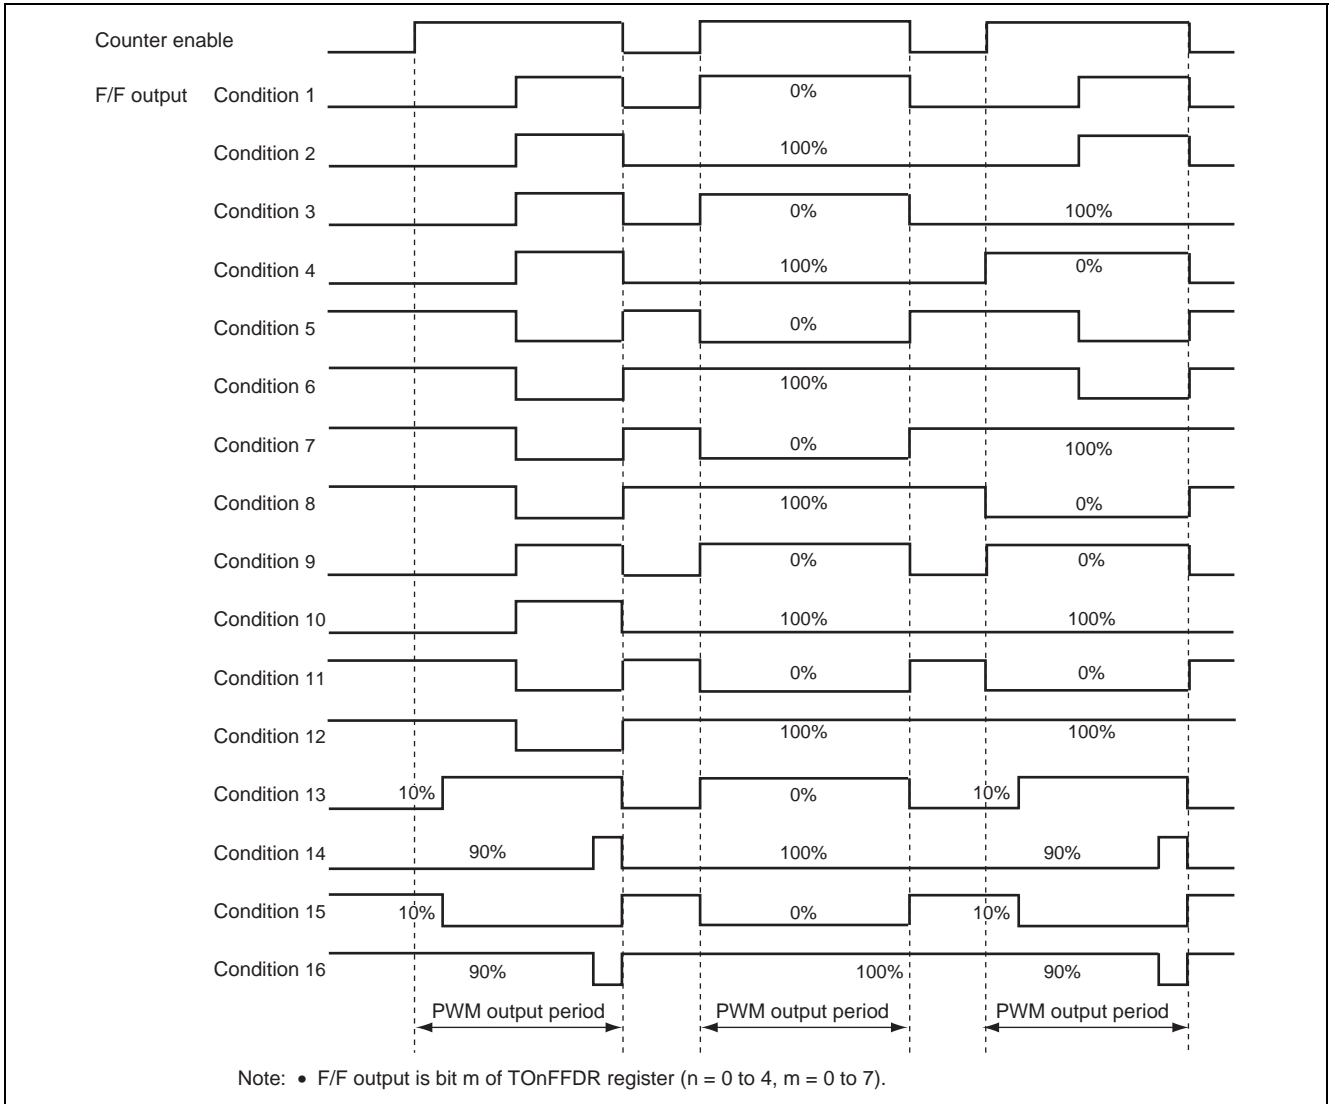 Counter enable
F/F output Condition 1 0%
Condition 2 100%
Condition 3 0% 100%
Condition 4 100% 0%
Condition 5 0%
Condition 6 100%
Condition 7 0% 100%
Condition 8 100% 0%
Condition 9 0% 0%
Condition 10 100% 100%
Condition 11 0% 0%
Condition 12 100% 100%
Condition 13 10% 0% 10%
Condition 14 90% 100% 90%
Condition 15 10% 0% 10%
Condition 16 90% 100% 90%
PWM output period PWM output period PWM output period
Note: • F/F output is bit m of TOnFFDR register (n = 0 to 4, m = 0 to 7).